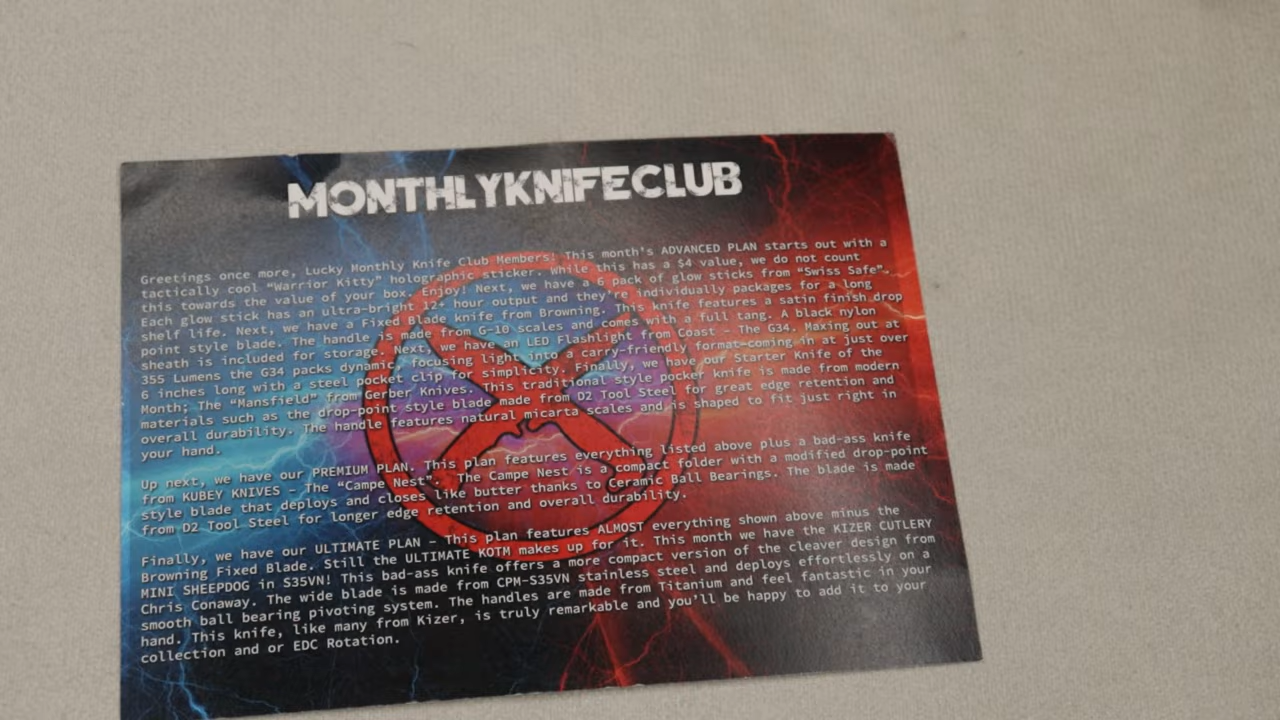 MONTHLYKNIFECLUB
Greetings once more, Lucky Monthly Knife Club Members! This month's ADVANCED PLAN starts out with a
tactically cool "Warrior Kitty" holographic sticker. While this has a $4 value, we do not count
this towards the value of your box. Enjoy! Next, we have a 6 pack of glow sticks from "Swiss Safe".
Each glow stick has an ultra-bright 12+ hour output and they're individually packages for a long
shelf life. Next, we have a Fixed Blade knife from Browning. This knife features a satin finish drop
point style blade. The handle is made from G-10 scales and comes with a full tang. A black nylon
sheath is included for storage. Next, we have an LED Flashlight from Coast - The G34. Maxing out at
355 Lumens the G34 packs dynamic, focusing light into a carry-friendly format-coming in at just over
6 inches long with a steel pocket clip for simplicity. Finally, we have our Starter Knife of the
Month; The "Mansfield" from Gerber Knives. This traditional style pocker knife is made from modern
materials such as the drop-point style blade made from D2 Tool Steel for great edge retention and
overall durability. The handle features natural micarta scales and is shaped to fit just right in
your hand.
Up next, we have our PREMIUM PLAN. This plan features everything listed above plus a bad-ass knife
from KUBEY KNIVES - The "Campe Nest". The Campe Nest is a compact folder with a modified drop-point
style blade that deploys and closes like butter thanks to Ceramic Ball Bearings. The blade is made
from D2 Tool Steel for longer edge retention and overall durability.
Finally, we have our ULTIMATE PLAN - This plan features ALMOST everything shown above minus the
Browning Fixed Blade. Still the ULTIMATE KOTM makes up for it. This month we have the KIZER CUTLERY
MINI SHEEPDOG in S35VN! This bad-ass knife offers a more compact version of the cleaver design from
Chris Conaway. The wide blade is made from CPM-S35VN stainless steel and deploys effortlessly on a
smooth ball bearing pivoting system. The handles are made from Titanium and feel fantastic in your
hand. This knife, like many from Kizer, is truly remarkable and you'll be happy to add it to your
collection and or EDC Rotation.